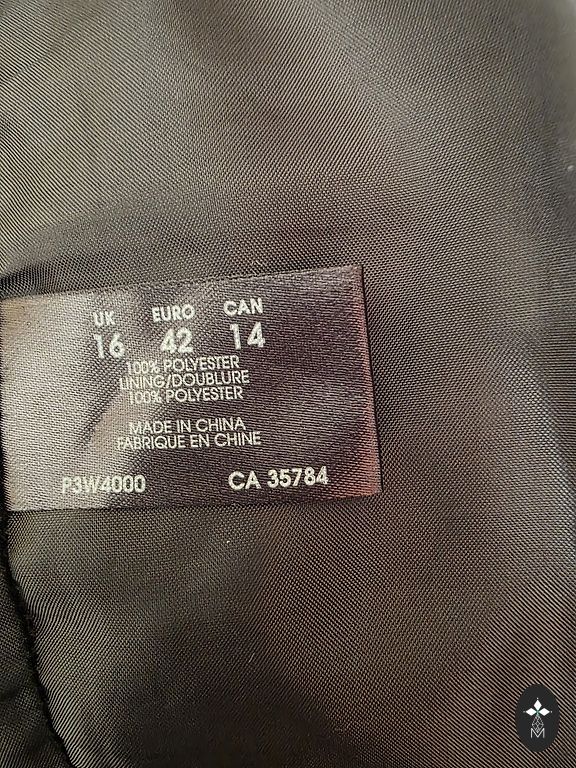 UK EURO CAN
16 42 14
100% POLYESTER
LINING/DOUBLURE
100% POLYESTER
MADE IN CHINA
FABRIQUE EN CHINE
P3W4000 CA 35784